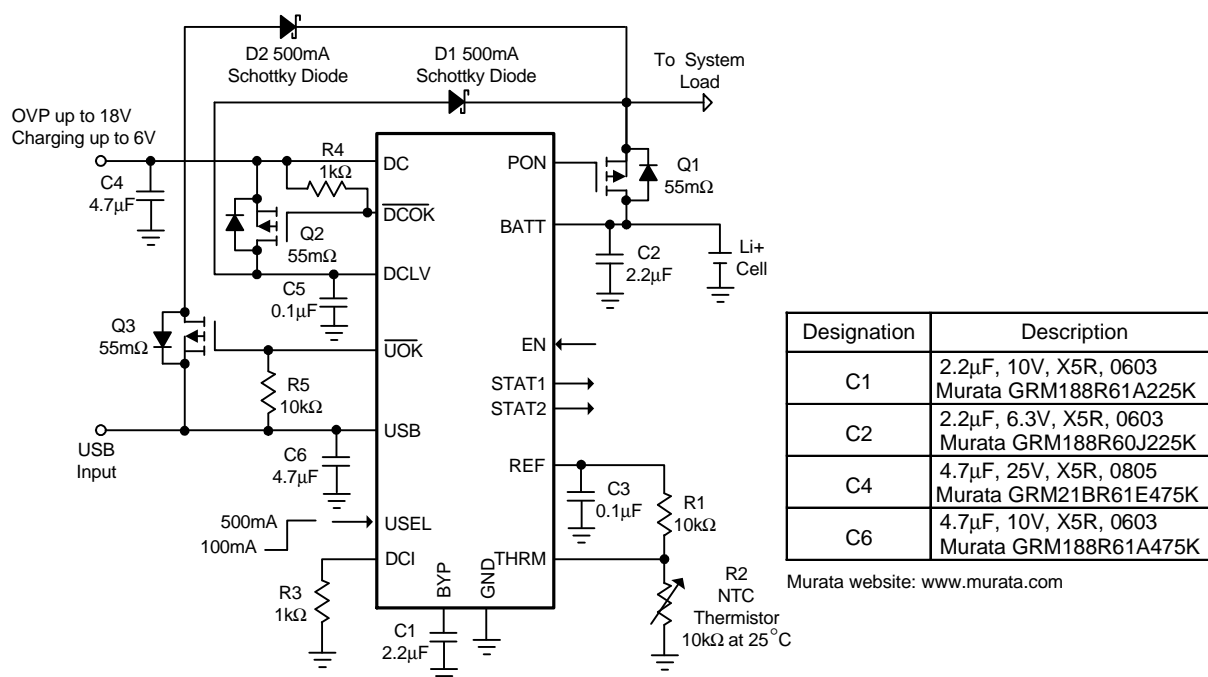 D2 500mA
Schottky Diode
D1 500mA
Schottky Diode
To System
Load
OVP up to 18V
Charging up to 6V
C4
4.7µF
R4
1kΩ
DC
PON
Q1
55mΩ
DCOK
Q2
55mΩ
BATT
C2
2.2µF
Li+
Cell
DCLV
C5
0.1µF
Q3
55mΩ
UOK
EN
R5
10kΩ
STAT1
STAT2
USB
Input
USB
C6
4.7µF
REF
C3
0.1µF
R1
10kΩ
500mA
100mA
USEL
DCI
THRM
R3
1kΩ
BYP
GND
C1
2.2µF
R2
NTC
Thermistor
10kΩ at 25°C
Designation Description
C1 2.2µF, 10V, X5R, 0603
Murata GRM188R61A225K
C2 2.2µF, 6.3V, X5R, 0603
Murata GRM188R60J225K
C4 4.7µF, 25V, X5R, 0805
Murata GRM21BR61E475K
C6 4.7µF, 10V, X5R, 0603
Murata GRM188R61A475K
Murata website: www.murata.com